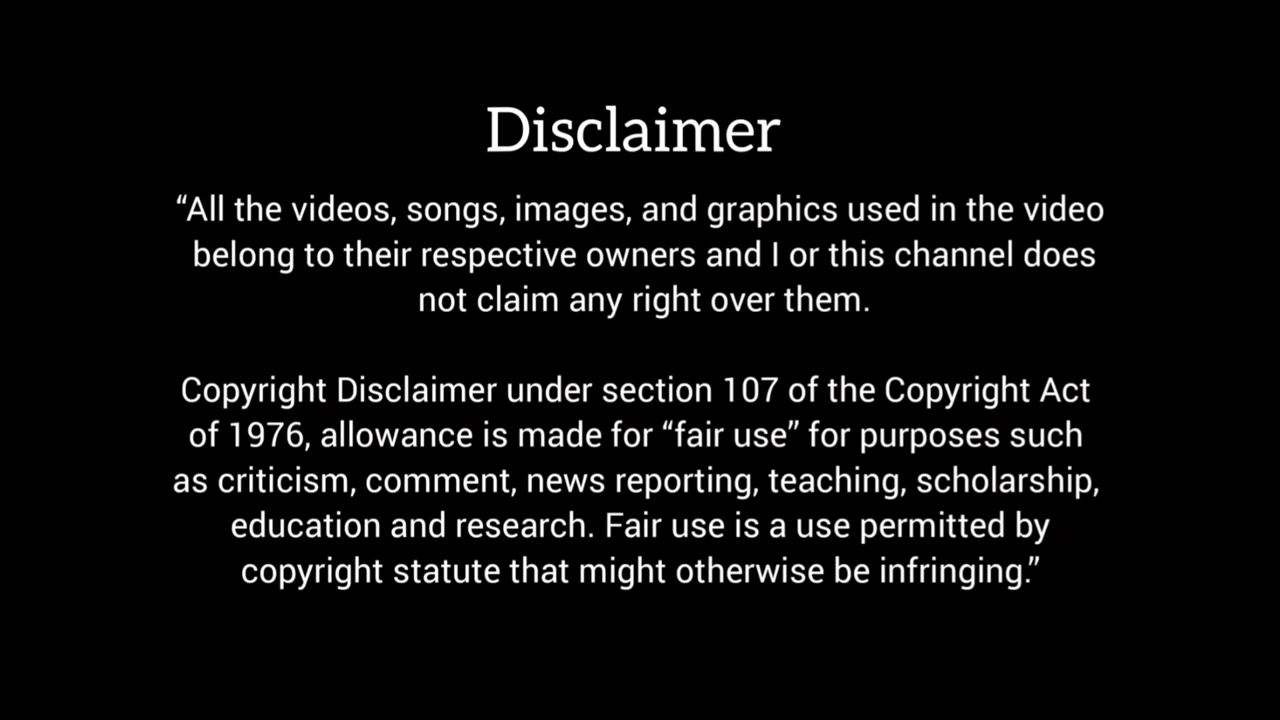 Disclaimer
“All the videos, songs, images, and graphics used in the video
belong to their respective owners and I or this channel does
not claim any right over them.
Copyright Disclaimer under section 107 of the Copyright Act
of 1976, allowance is made for “fair use” for purposes such
as criticism, comment, news reporting, teaching, scholarship,
education and research. Fair use is a use permitted by
copyright statute that might otherwise be infringing.”